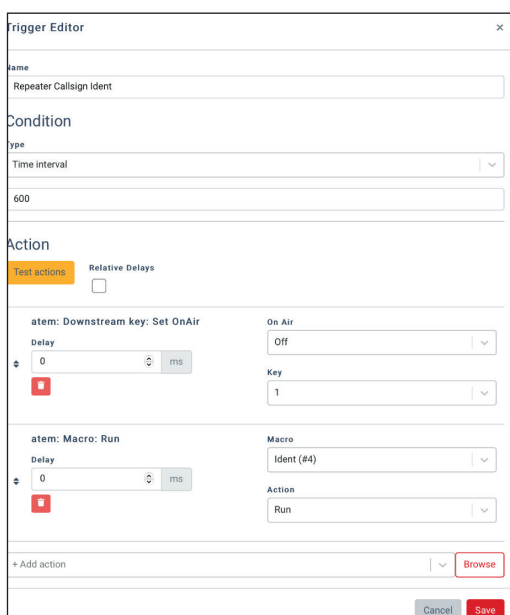 Trigger Editor ×
Name
Repeater Callsign Ident
Condition
Type
Time interval
600
Action
Test actions
Relative Delays
atem: Downstream key: Set OnAir
On Air
Delay
Off
0 ms
Key
1
atem: Macro: Run
Macro
Delay
Ident (#4)
0 ms
Action
Run
+ Add action
Browse
Cancel Save